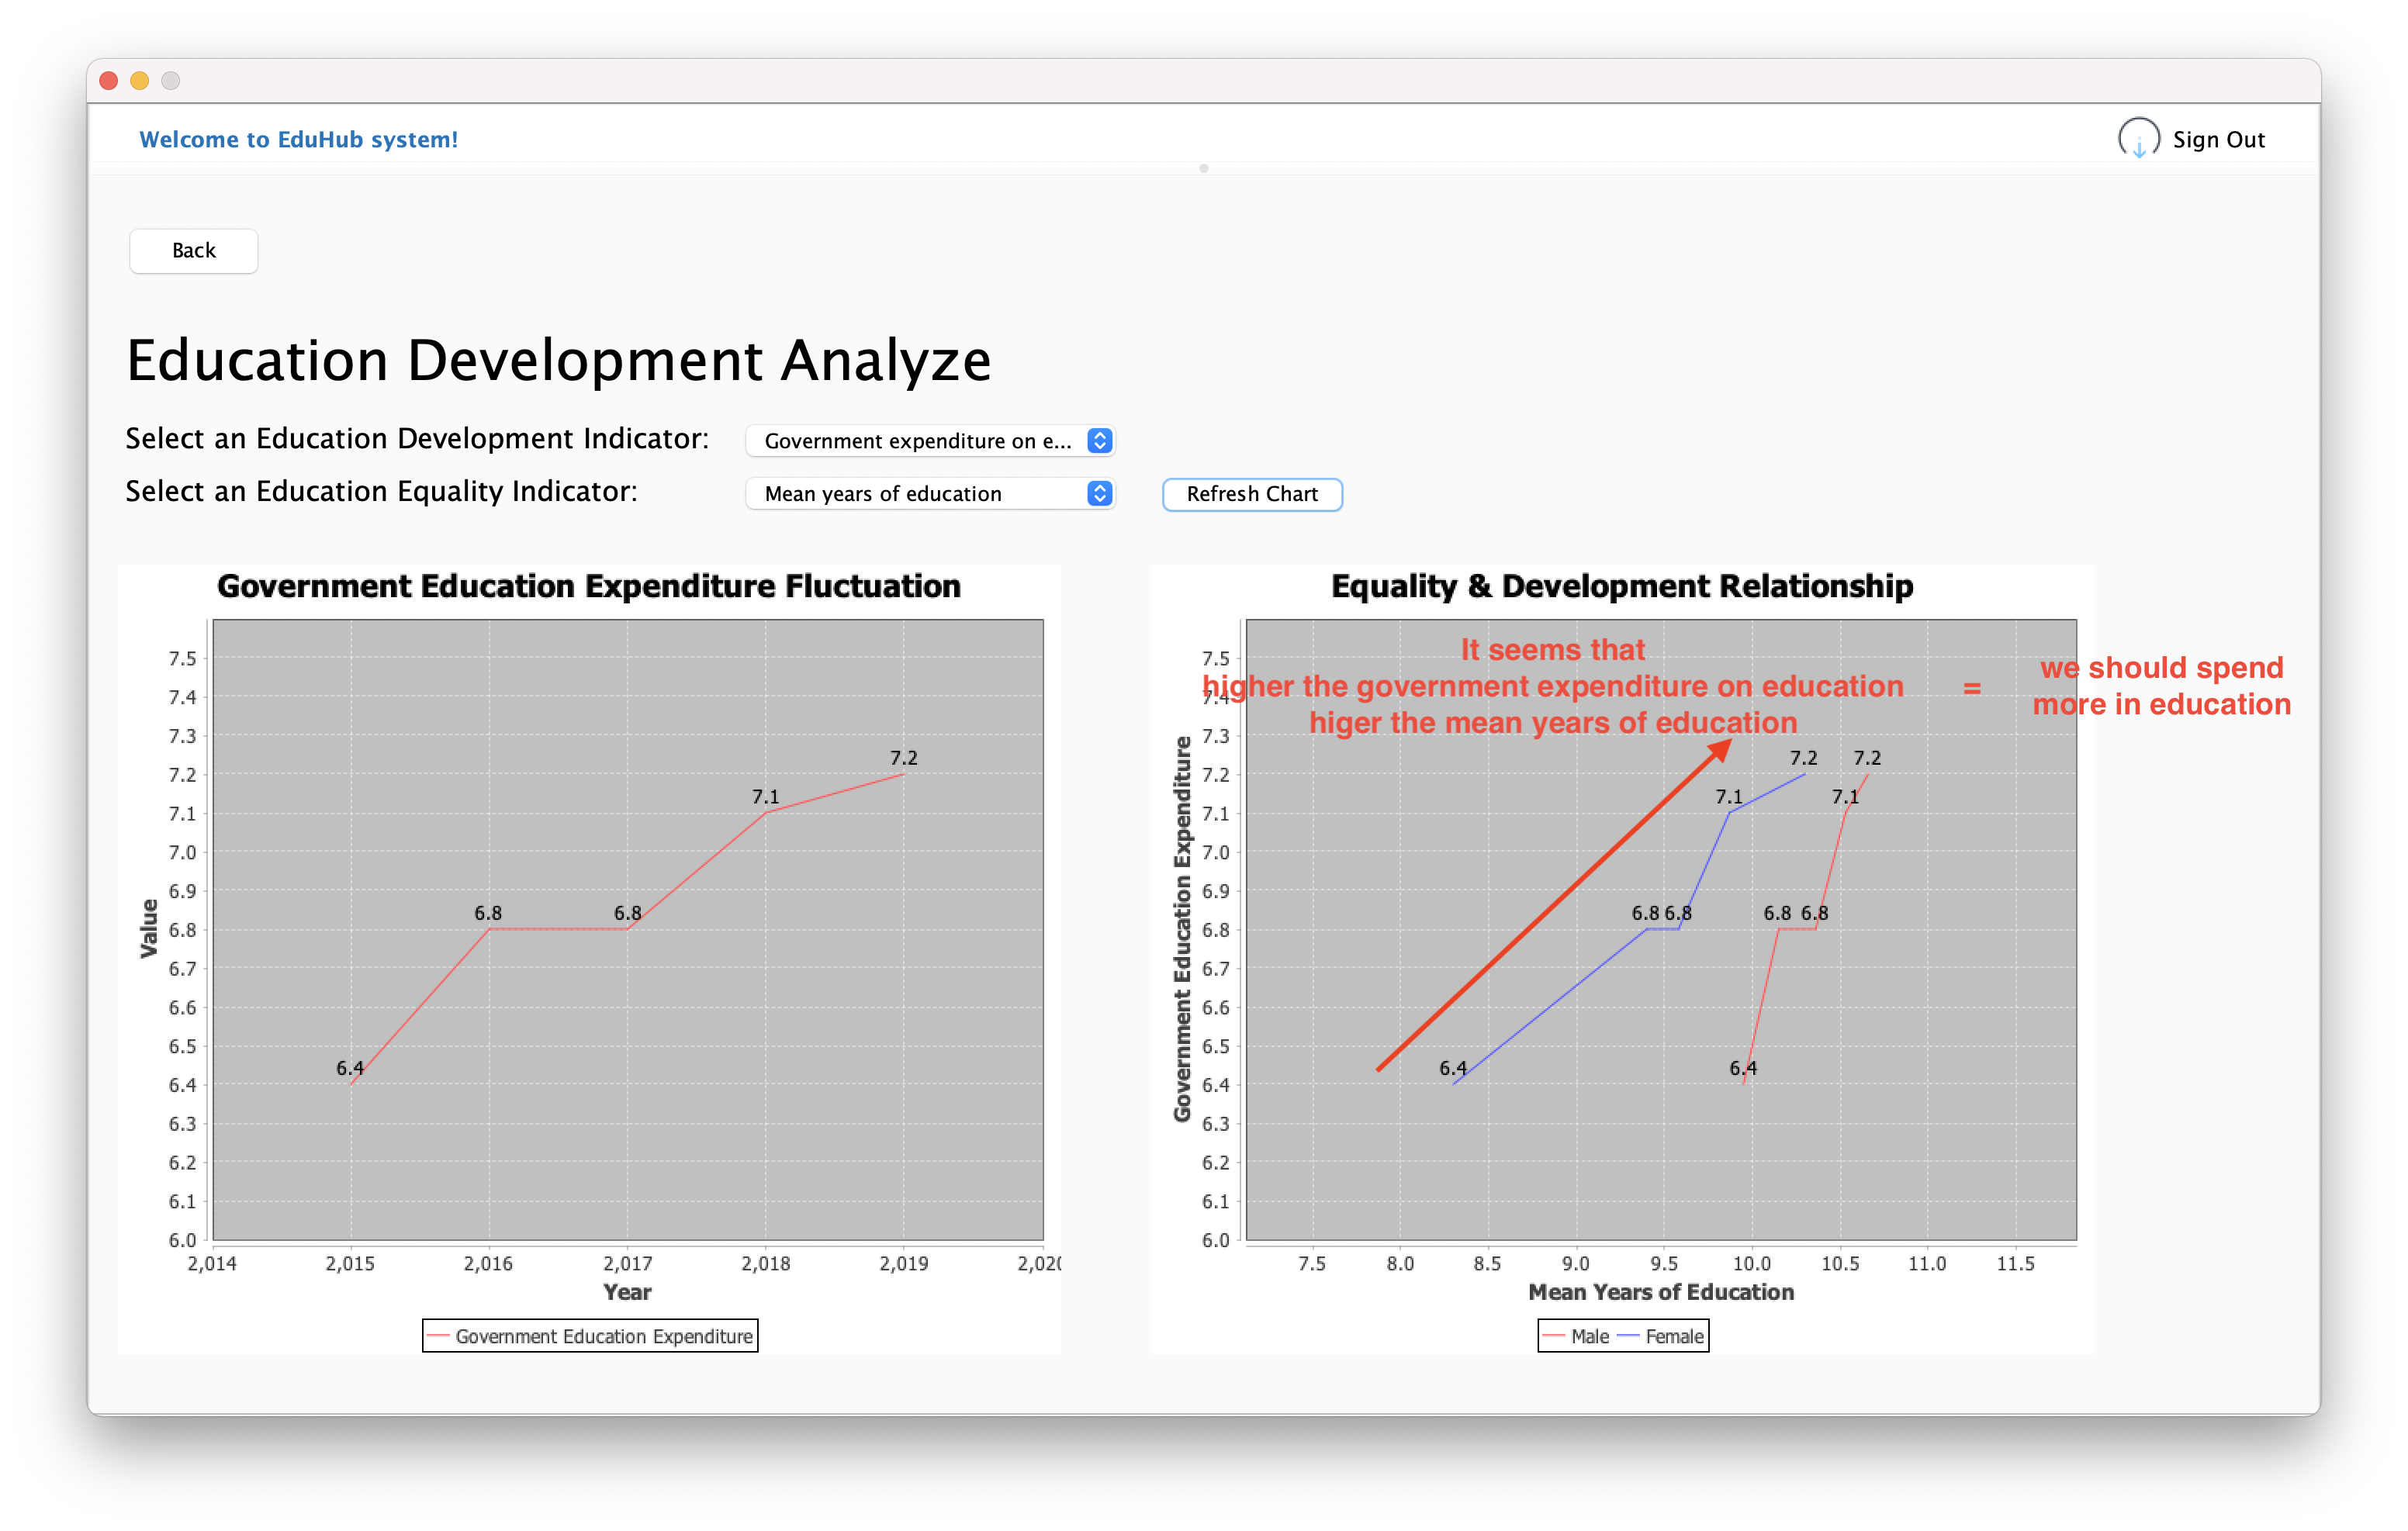 Welcome to EduHub system!
Sign Out
Back
Education Development Analyze
Select an Education Development Indicator:
Government expenditure on e...
Select an Education Equality Indicator:
Mean years of education
Refresh Chart
Government Education Expenditure Fluctuation
7.5
7.4
7.3
7.2
7.1
7.0
6.9
6.8
6.7
6.6
6.5
6.4
6.3
6.2
6.1
6.0
Value
6.4
6.8
6.8
7.1
7.2
2,014
2,015
2,016
2,017
2,018
2,019
2,020
Year
Government Education Expenditure
Equality & Development Relationship
It seems that
higher the government expenditure on education
higer the mean years of education
=
we should spend
more in education
7.5
7.4
7.3
7.2
7.1
7.0
6.9
6.8
6.7
6.6
6.5
6.4
6.3
6.2
6.1
6.0
Government Education Expenditure
7.2
7.2
7.1
7.1
6.8
6.8
6.8
6.8
6.4
6.4
7.5
8.0
8.5
9.0
9.5
10.0
10.5
11.0
11.5
Mean Years of Education
Male
Female